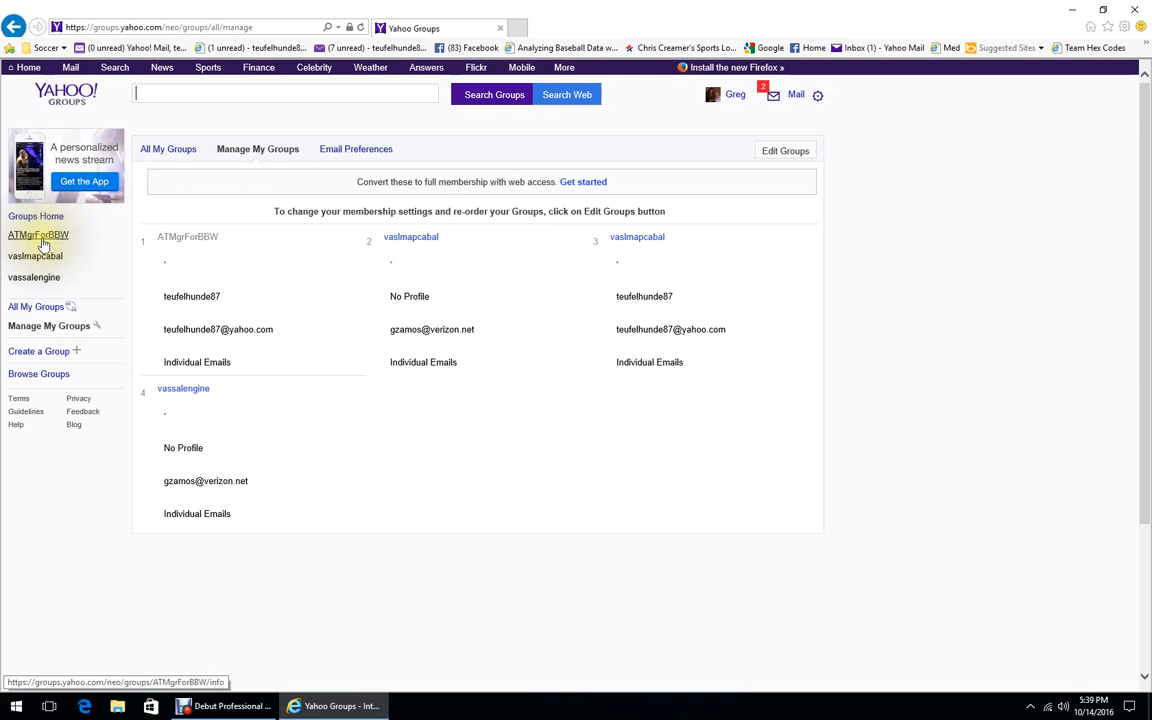 https://groups.yahoo.com/neo/groups/all/manage
Yahoo Groups
Soccer
(0 unread) Yahoo! Mail, te...
(1 unread) - teufelhunde8...
(7 unread) - teufelhunde8...
(83) Facebook
Analyzing Baseball Data w...
Chris Creamer's Sports Lo...
Google
Home
Inbox (1) - Yahoo Mail
Med
Suggested Sites
Team Hex Codes
Home
Mail
Search
News
Sports
Finance
Celebrity
Weather
Answers
Flickr
Mobile
More
Install the new Firefox »
YAHOO!
GROUPS
Search Groups
Search Web
Greg
2
Mail
A personalized
news stream
Get the App
Groups Home
ATMgrForBBW
vaslmapcabal
vassalengine
All My Groups
Manage My Groups
Create a Group
Browse Groups
Terms
Privacy
Guidelines
Feedback
Help
Blog
All My Groups
Manage My Groups
Email Preferences
Edit Groups
Convert these to full membership with web access. Get started
To change your membership settings and re-order your Groups, click on Edit Groups button
1 ATMgrForBBW
*
teufelhunde87
teufelhunde87@yahoo.com
Individual Emails
2 vaslmapcabal
*
No Profile
gzamos@verizon.net
Individual Emails
3 vaslmapcabal
*
teufelhunde87
teufelhunde87@yahoo.com
Individual Emails
4 vassalengine
*
No Profile
gzamos@verizon.net
Individual Emails
https://groups.yahoo.com/neo/groups/ATMgrForBBW/info
Debut Professional ...
Yahoo Groups - Int...
5:39 PM
10/14/2016